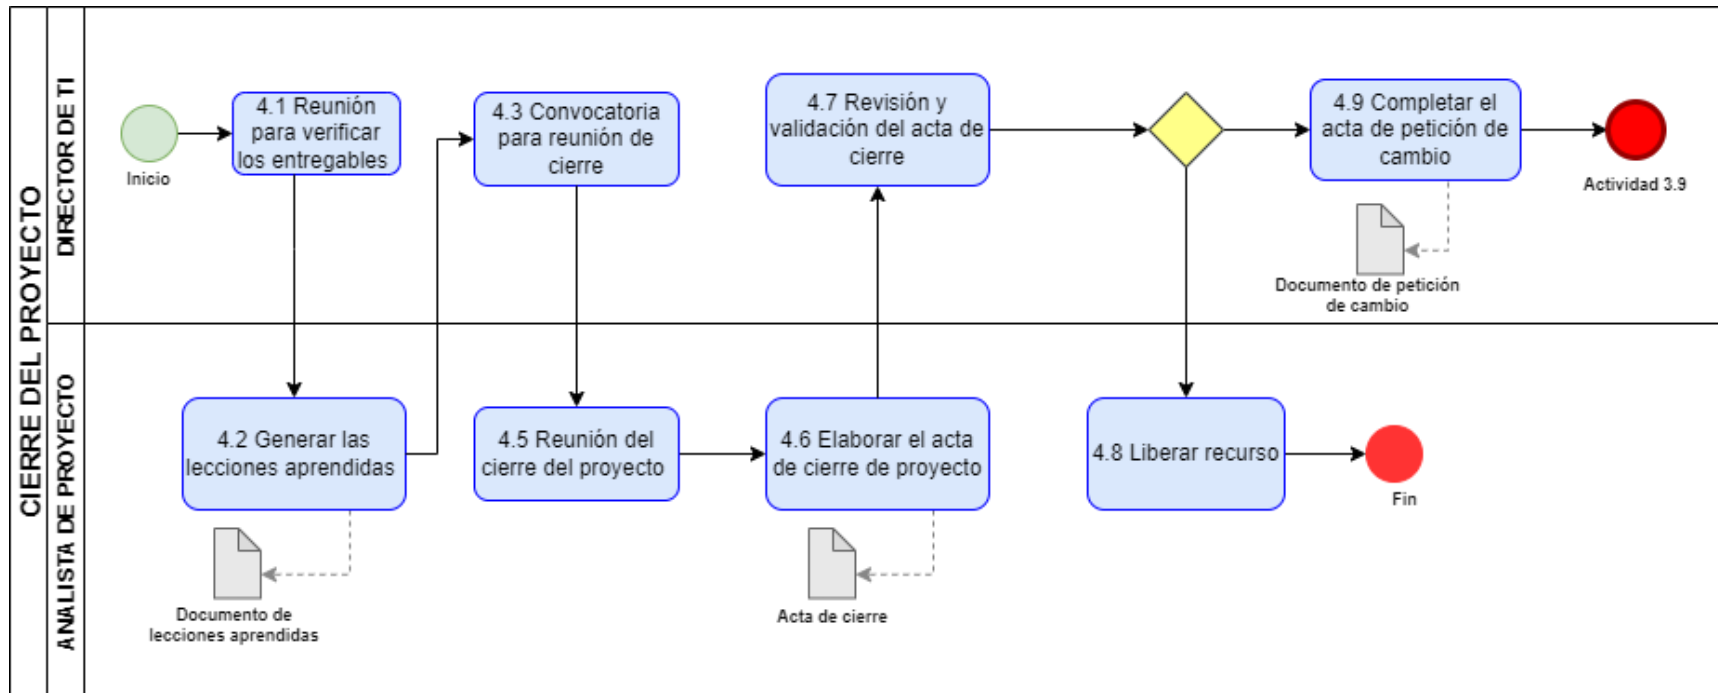 CIERRE DEL PROYECTO
DIRECTOR DE TI
Inicio
4.1 Reunión
para verificar
los entregables
4.3 Convocatoria
para reunión de
cierre
4.7 Revisión y
validación del acta de
cierre
4.9 Completar el
acta de petición de
cambio
Actividad 3.9
Documento de petición
de cambio
ANALISTA DE PROYECTO
4.2 Generar las
lecciones aprendidas
Documento de
lecciones aprendidas
4.5 Reunión del
cierre del proyecto
4.6 Elaborar el acta
de cierre de proyecto
Acta de cierre
4.8 Liberar recurso
Fin